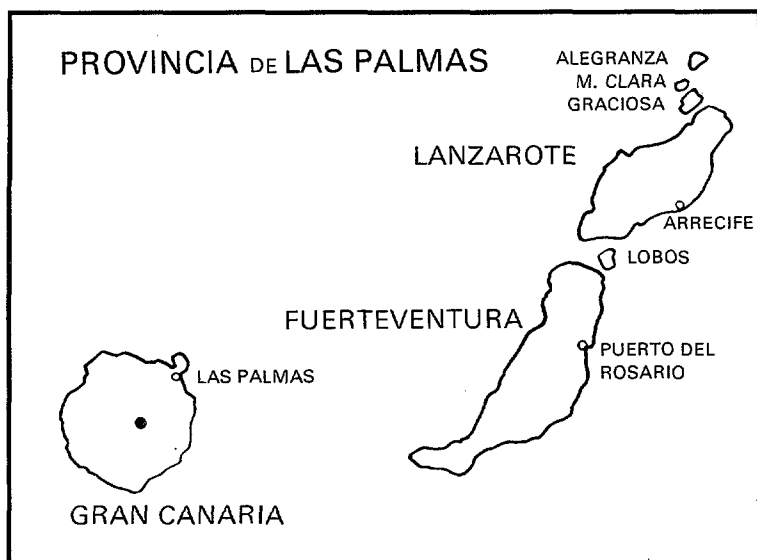 PROVINCIA DE LAS PALMAS
ALEGRANZA
M. CLARA
GRACIOSA
LANZAROTE
ARRECIFE
LOBOS
FUERTEVENTURA
PUERTO DEL
ROSARIO
LAS PALMAS
GRAN CANARIA